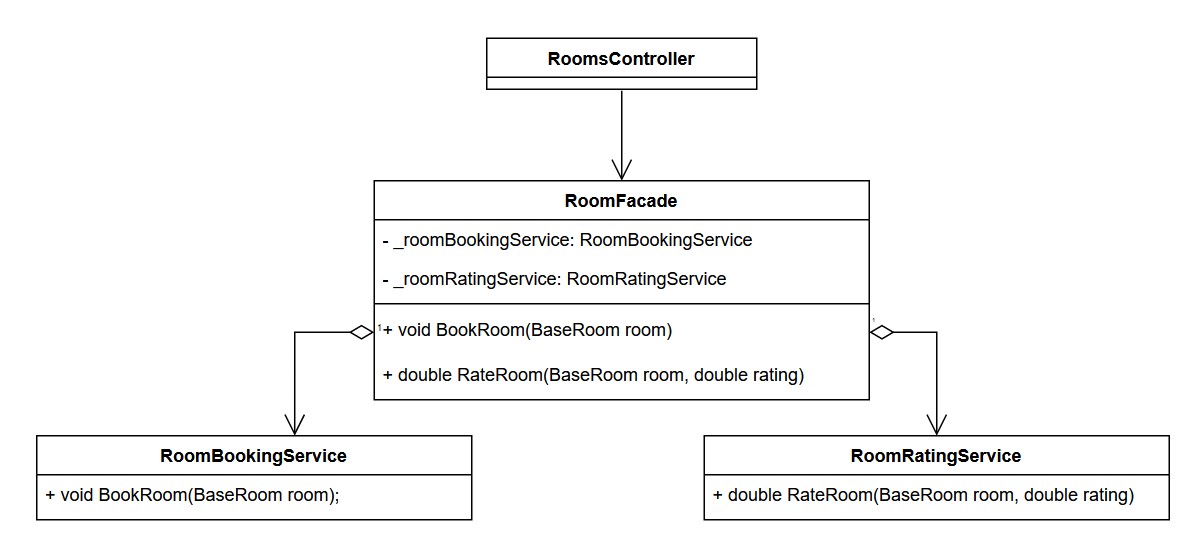 RoomsController
RoomFacade
- _roomBookingService: RoomBookingService
- _roomRatingService: RoomRatingService
1
+ void BookRoom(BaseRoom room)
1
+ double RateRoom(BaseRoom room, double rating)
RoomBookingService
+ void BookRoom(BaseRoom room);
RoomRatingService
+ double RateRoom(BaseRoom room, double rating)